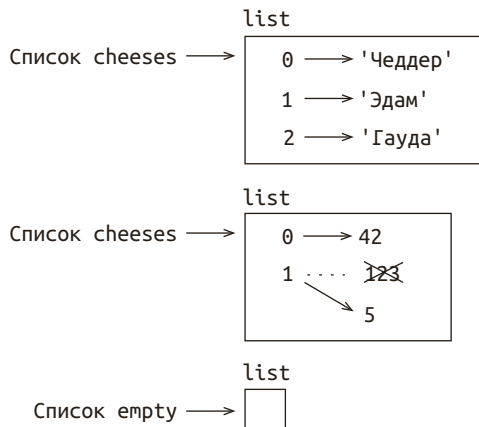 list
Список cheeses
0 'Чеддер'
1 'Эдам'
2 'Гауда'
list
Список cheeses
0 42
1 123
5
list
Список empty